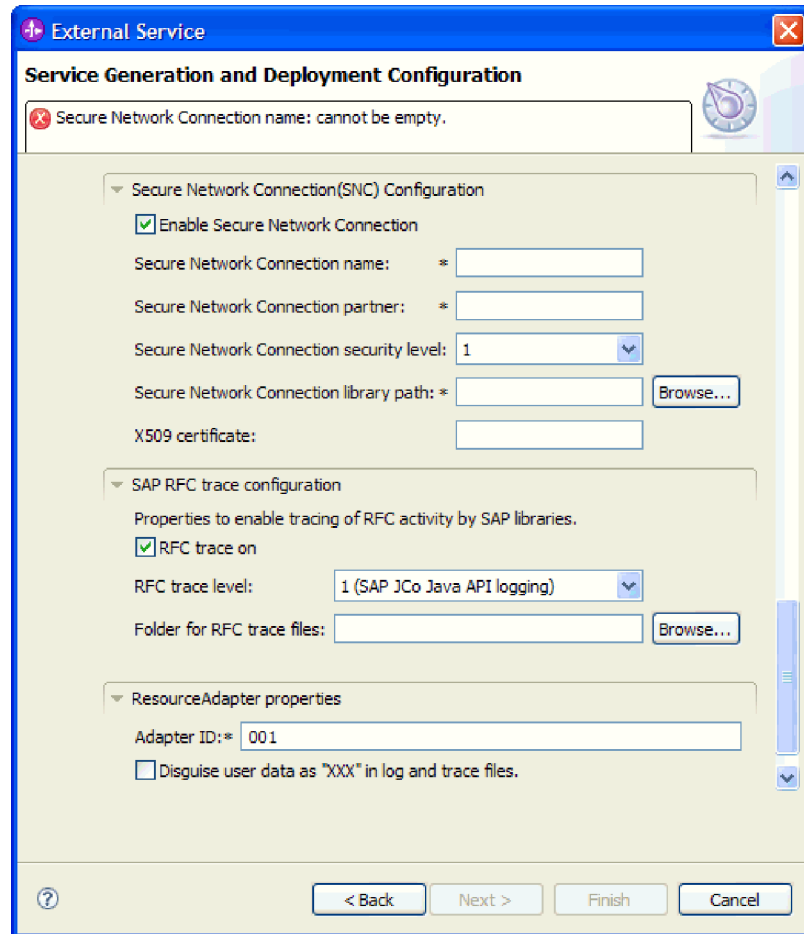 External Service
Service Generation and Deployment Configuration
Secure Network Connection name: cannot be empty.
Secure Network Connection(SNC) Configuration
Enable Secure Network Connection
Secure Network Connection name: *
Secure Network Connection partner: *
Secure Network Connection security level: 1
Secure Network Connection library path: * Browse...
X509 certificate:
SAP RFC trace configuration
Properties to enable tracing of RFC activity by SAP libraries.
RFC trace on
RFC trace level: 1 (SAP JCo Java API logging)
Folder for RFC trace files: Browse...
ResourceAdapter properties
Adapter ID:* 001
Disguise user data as "XXX" in log and trace files.
? < Back Next > Finish Cancel